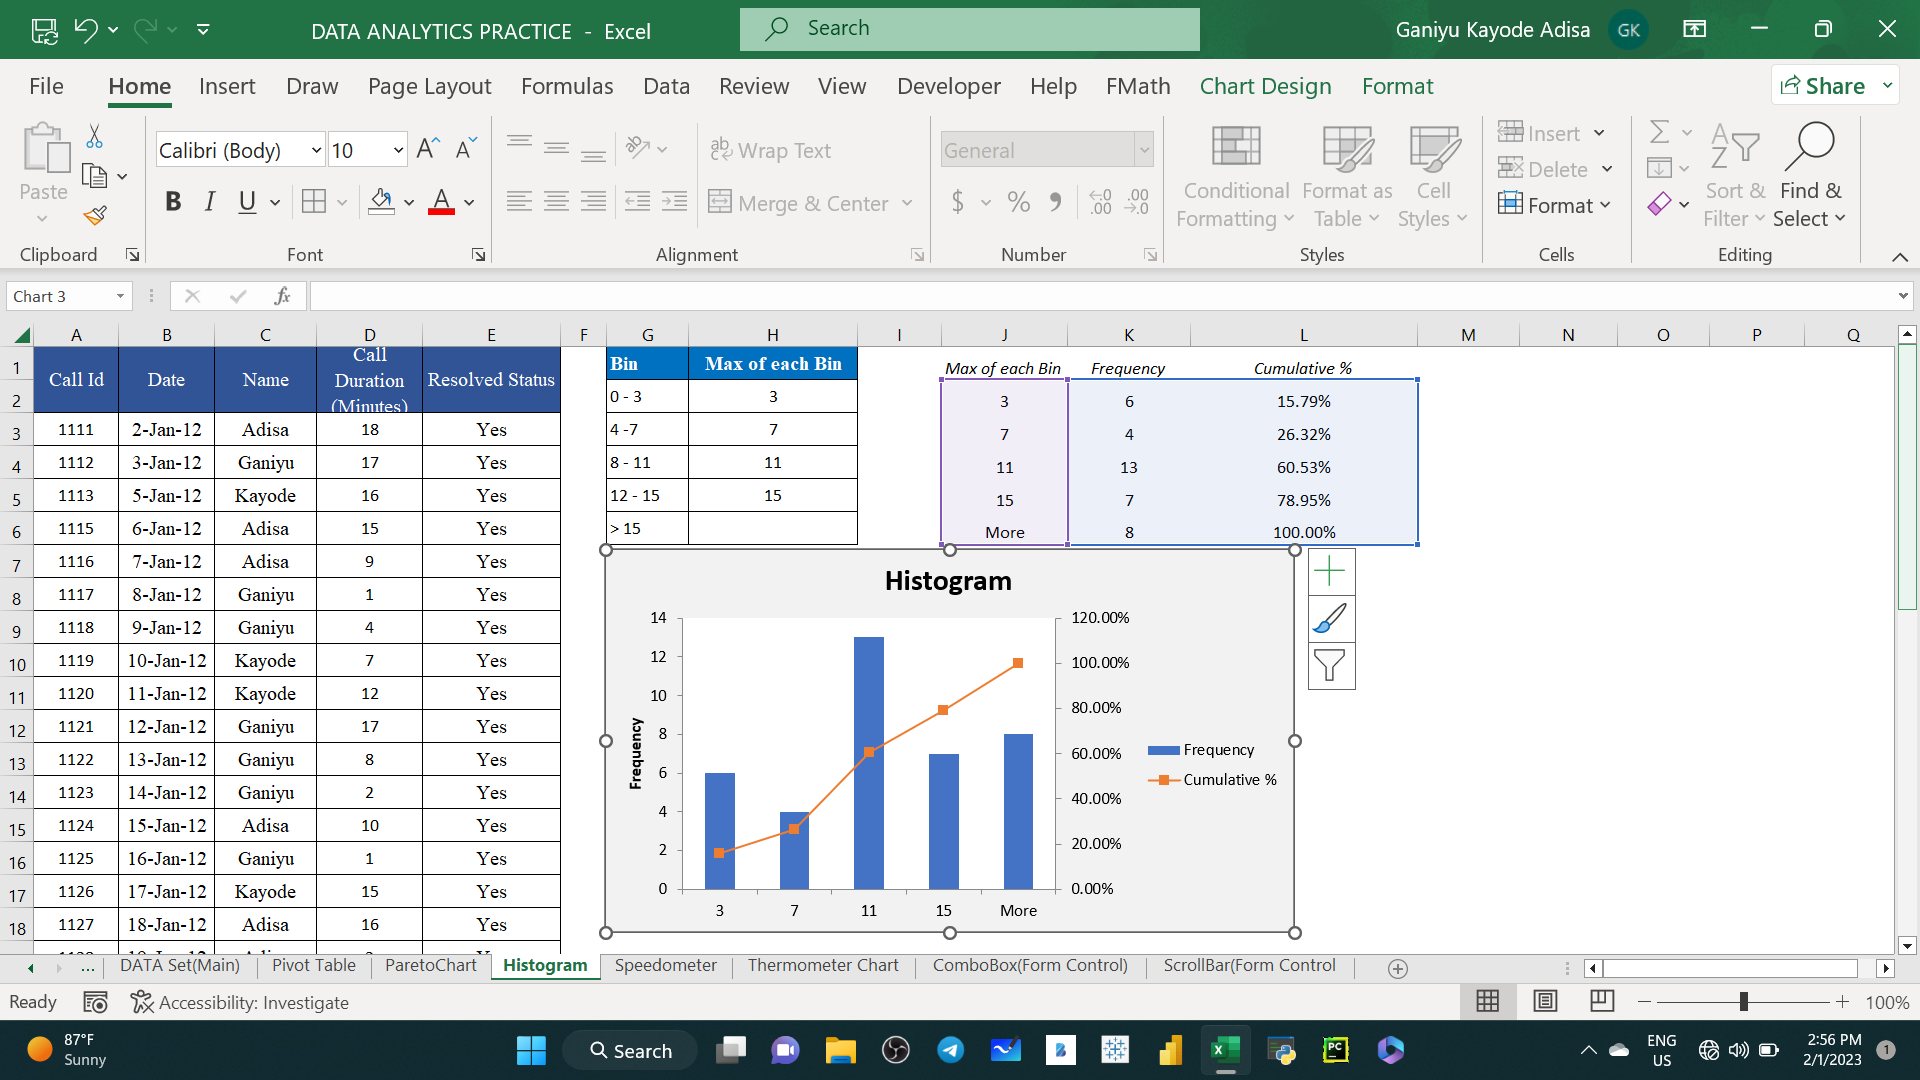 DATA ANALYTICS PRACTICE - Excel
Search
Ganiyu Kayode Adisa GK
File Home Insert Draw Page Layout Formulas Data Review View Developer Help FMath Chart Design Format
Share
Paste
Clipboard
Calibri (Body) 10
A A
B I U A
Font
ab Wrap Text
Merge & Center
Alignment
General
$ % 9 .00 .00
Number
Conditional Formatting
Format as Table
Cell Styles
Styles
Insert
Delete
Format
Cells
Sort & Filter
Find & Select
Editing
Chart 3
fx
A B C D E F G H I J K L M N O P Q
Call Id Date Name Call Duration (Minutes) Resolved Status
1 Bin Max of each Bin Max of each Bin Frequency Cumulative %
2 0 - 3 3 3 6 15.79%
3 1111 2-Jan-12 Adisa 18 Yes 4 -7 7 7 4 26.32%
4 1112 3-Jan-12 Ganiyu 17 Yes 8 - 11 11 11 13 60.53%
5 1113 5-Jan-12 Kayode 16 Yes 12 - 15 15 15 7 78.95%
6 1115 6-Jan-12 Adisa 15 Yes > 15 More 8 100.00%
7 1116 7-Jan-12 Adisa 9 Yes
8 1117 8-Jan-12 Ganiyu 1 Yes
9 1118 9-Jan-12 Ganiyu 4 Yes
10 1119 10-Jan-12 Kayode 7 Yes
11 1120 11-Jan-12 Kayode 12 Yes
12 1121 12-Jan-12 Ganiyu 17 Yes
13 1122 13-Jan-12 Ganiyu 8 Yes
14 1123 14-Jan-12 Ganiyu 2 Yes
15 1124 15-Jan-12 Adisa 10 Yes
16 1125 16-Jan-12 Ganiyu 1 Yes
17 1126 17-Jan-12 Kayode 15 Yes
18 1127 18-Jan-12 Adisa 16 Yes
Histogram
14 120.00%
12 100.00%
10
8 80.00%
6 60.00%
4 40.00%
2 20.00%
0 0.00%
Frequency
3 7 11 15 More
Frequency
Cumulative %
... DATA Set(Main) Pivot Table ParetoChart Histogram Speedometer Thermometer Chart ComboBox(Form Control) ScrollBar(Form Control
Ready Accessibility: Investigate 100%
87°F
Sunny
Search
PC
ENG
US
2:56 PM
2/1/2023
1